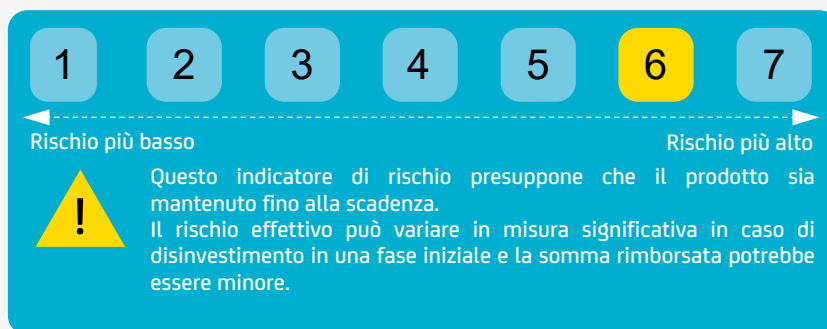 1 2 3 4 5 6 7
Rischio più basso Rischio più alto
!
Questo indicatore di rischio presuppone che il prodotto sia
mantenuto fino alla scadenza.
Il rischio effettivo può variare in misura significativa in caso di
disinvestimento in una fase iniziale e la somma rimborsata potrebbe
essere minore.